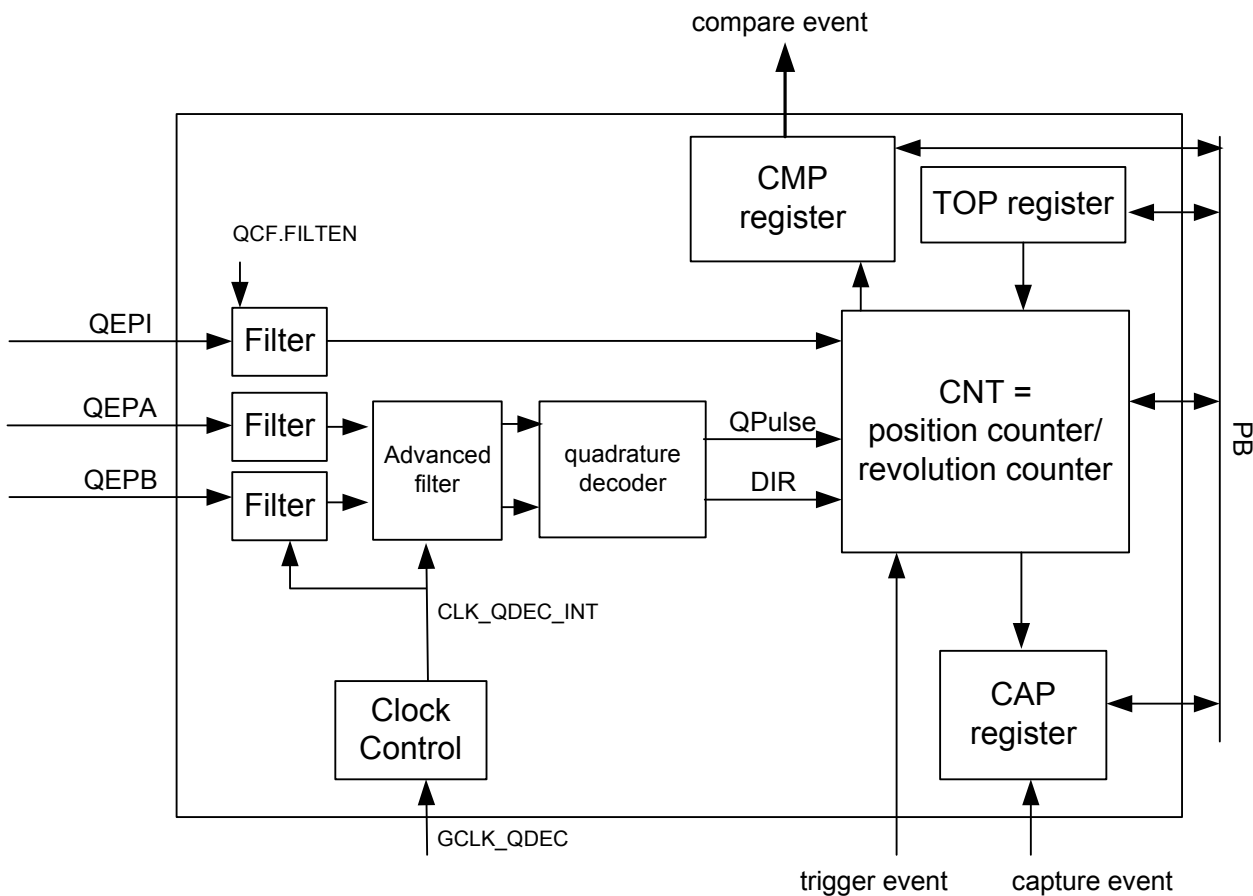 compare event
CMP
register
TOP register
QCF.FILTEN
QEPI
Filter
CNT =
position counter/
revolution counter
QEPA
Filter
Advanced
filter
quadrature
decoder
QPulse
PB
QEPB
Filter
DIR
CLK_QDEC_INT
Clock
Control
CAP
register
GCLK_QDEC
trigger event
capture event